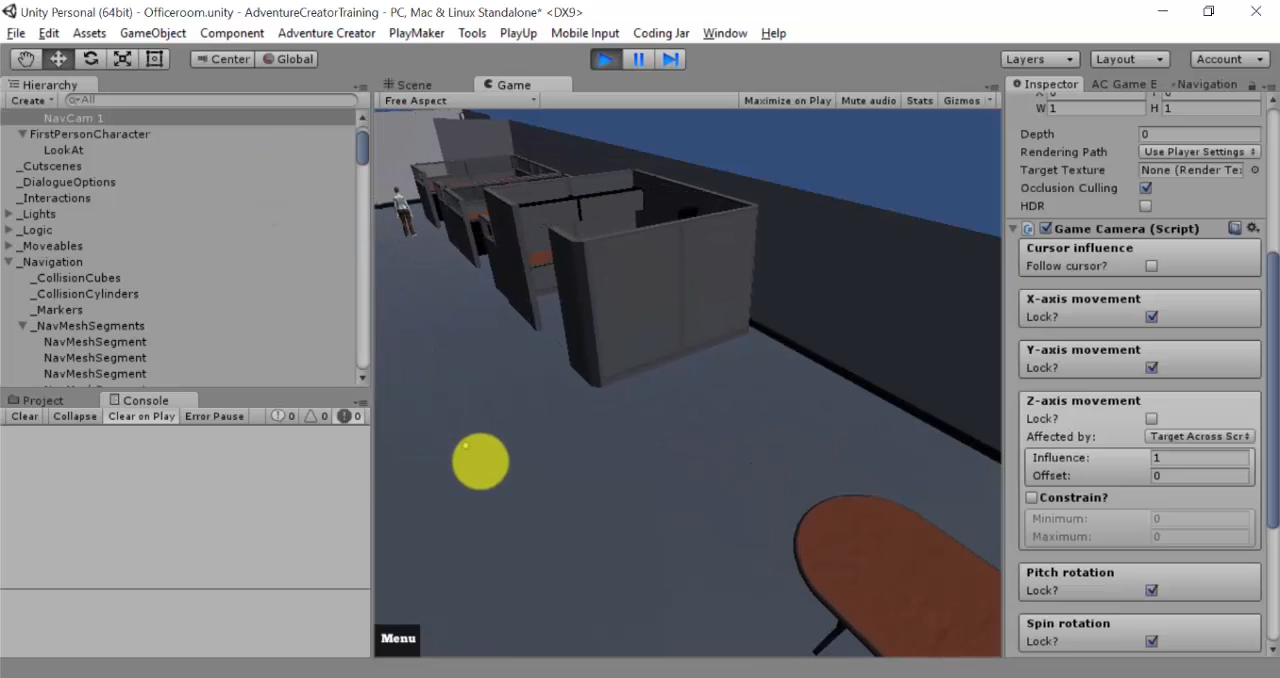 Unity Personal (64bit) - Officeroom.unity - AdventureCreatorTraining - PC, Mac & Linux Standalone* <DX9>
File Edit Assets GameObject Component Adventure Creator PlayMaker Tools PlayUp Mobile Input Coding Jar Window Help
Center Global Layers Layout Account
Hierarchy Scene Game Inspector AC Game E Navigation
Create All Free Aspect Maximize on Play Mute audio Stats Gizmos
W 1 H 1
NavCam 1
FirstPersonCharacter
LookAt
_Cutscenes
_DialogueOptions
_Interactions
_Lights
_Logic
_Moveables
_Navigation
_CollisionCubes
_CollisionCylinders
_Markers
_NavMeshSegments
NavMeshSegment
NavMeshSegment
NavMeshSegment
Project Console
Clear Collapse Clear on Play Error Pause 0 0 0
Menu
Depth 0
Rendering Path Use Player Settings
Target Texture None (Render Te:
Occlusion Culling
HDR
Game Camera (Script)
Cursor influence
Follow cursor?
X-axis movement
Lock?
Y-axis movement
Lock?
Z-axis movement
Lock?
Affected by: Target Across Scr
Influence: 1
Offset: 0
Constrain?
Minimum: 0
Maximum: 0
Pitch rotation
Lock?
Spin rotation
Lock?